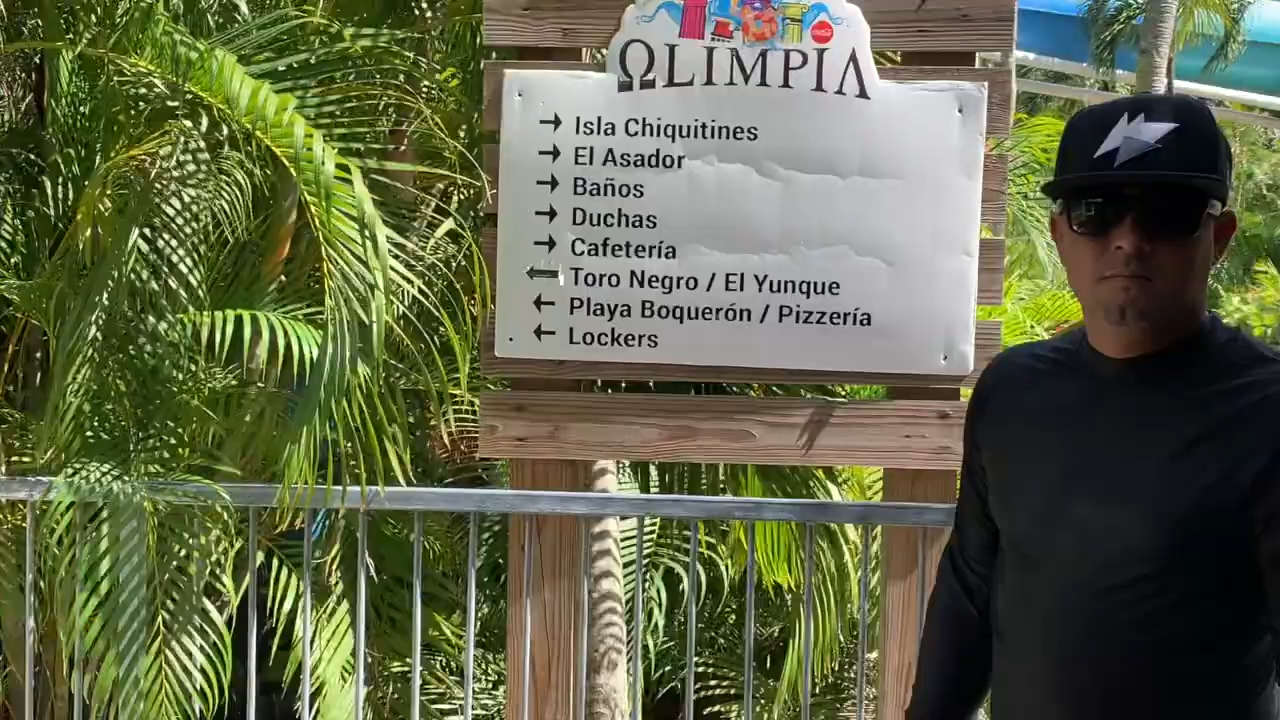 ΩLIMPIΛ
→ Isla Chiquitines
→ El Asador
→ Baños
→ Duchas
→ Cafetería
← Toro Negro / El Yunque
← Playa Boquerón / Pizzería
← Lockers